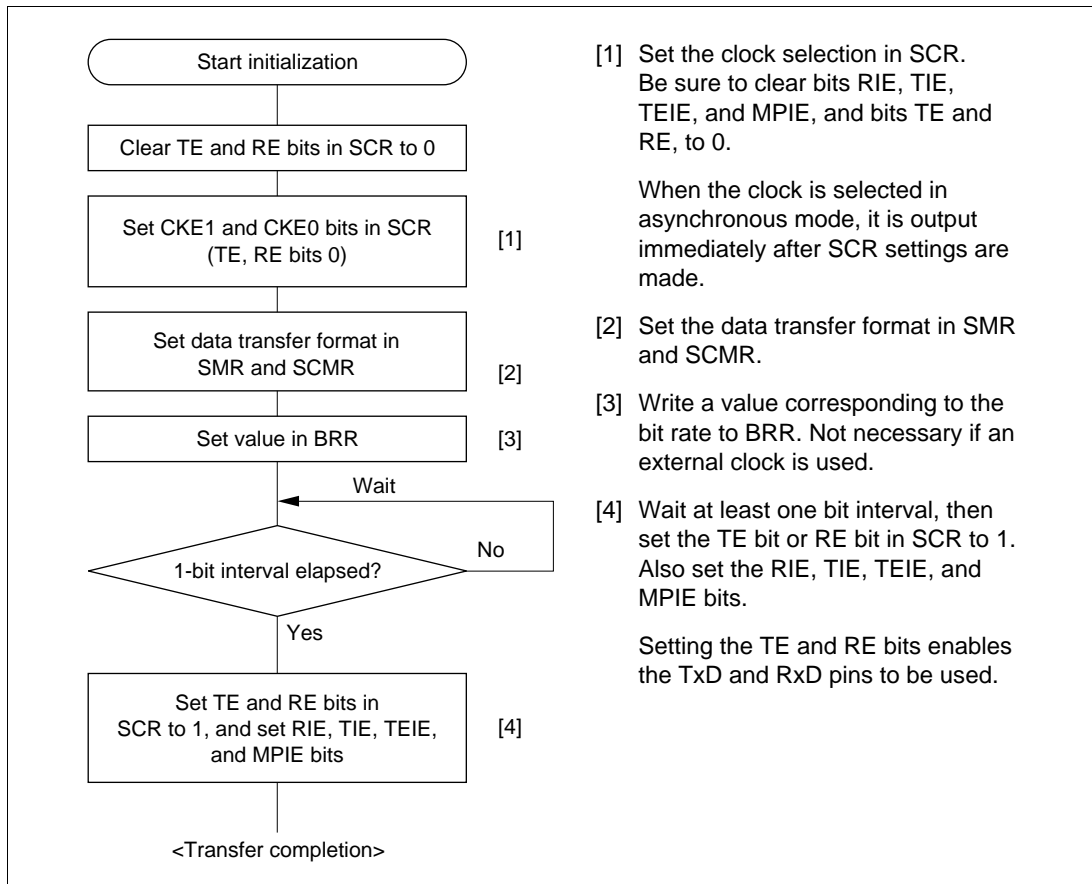 Start initialization
Clear TE and RE bits in SCR to 0
Set CKE1 and CKE0 bits in SCR
(TE, RE bits 0)
[1]
Set data transfer format in
SMR and SCMR
[2]
Set value in BRR
[3]
Wait
1-bit interval elapsed?
No
Yes
Set TE and RE bits in
SCR to 1, and set RIE, TIE, TEIE,
and MPIE bits
[4]
<Transfer completion>
[1] Set the clock selection in SCR.
Be sure to clear bits RIE, TIE,
TEIE, and MPIE, and bits TE and
RE, to 0.
When the clock is selected in
asynchronous mode, it is output
immediately after SCR settings are
made.
[2] Set the data transfer format in SMR
and SCMR.
[3] Write a value corresponding to the
bit rate to BRR. Not necessary if an
external clock is used.
[4] Wait at least one bit interval, then
set the TE bit or RE bit in SCR to 1.
Also set the RIE, TIE, TEIE, and
MPIE bits.
Setting the TE and RE bits enables
the TxD and RxD pins to be used.